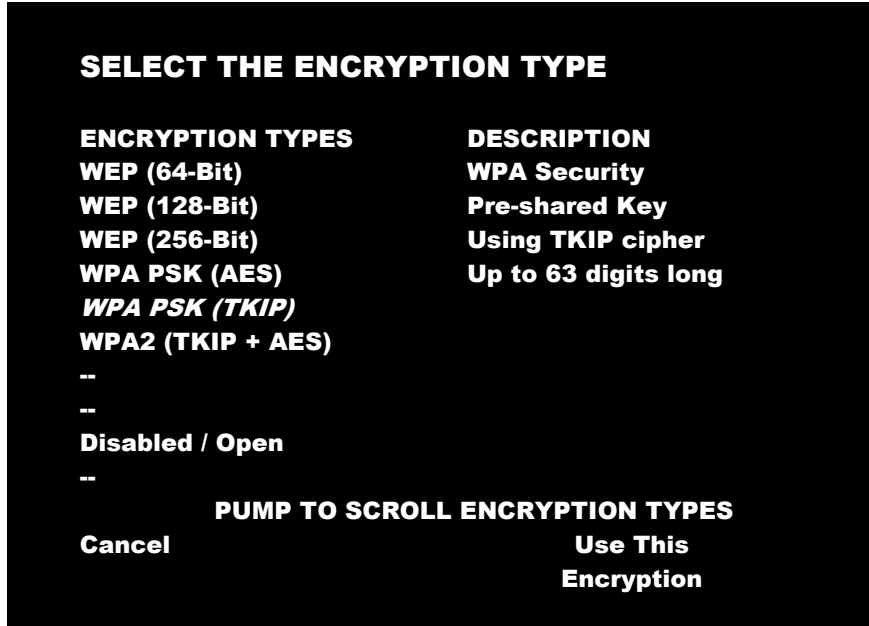 SELECT THE ENCRYPTION TYPE
ENCRYPTION TYPES DESCRIPTION
WEP (64-Bit) WPA Security
WEP (128-Bit) Pre-shared Key
WEP (256-Bit) Using TKIP cipher
WPA PSK (AES) Up to 63 digits long
WPA PSK (TKIP)
WPA2 (TKIP + AES)
--
--
Disabled / Open
--
PUMP TO SCROLL ENCRYPTION TYPES
Cancel Use This
Encryption